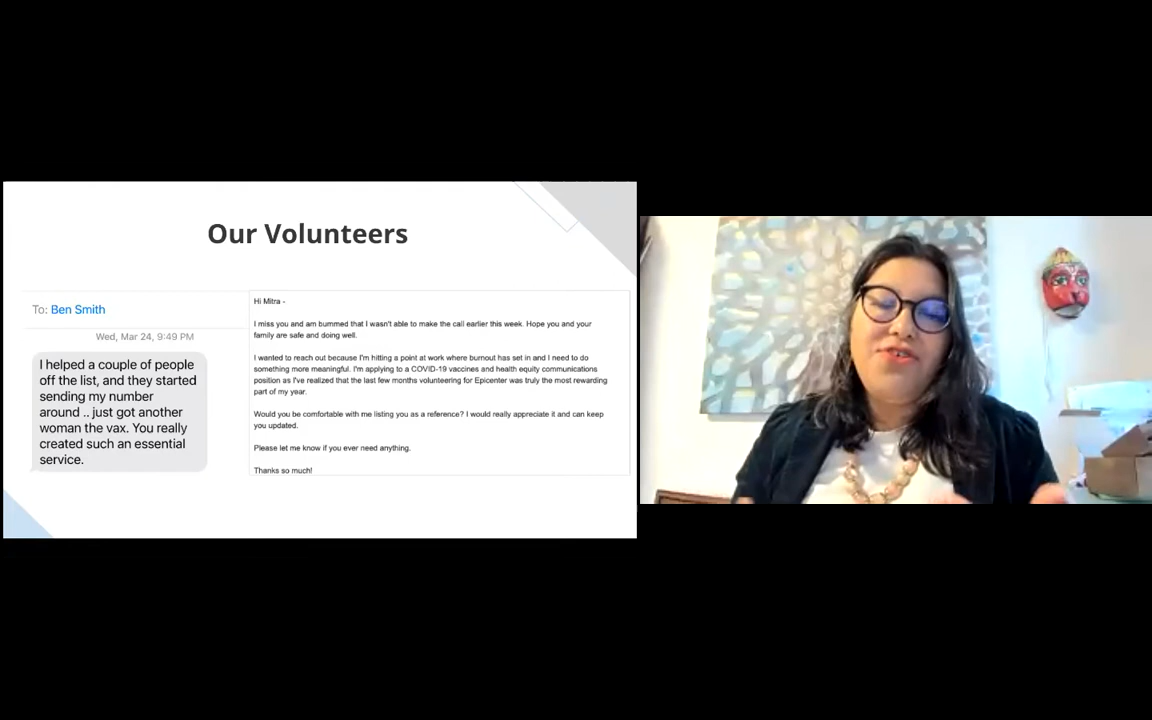 Our Volunteers
To: Ben Smith
Wed, Mar 24, 9:49 PM
I helped a couple of people
off the list, and they started
sending my number
around .. just got another
woman the vax. You really
created such an essential
service.
Hi Mitra -
I miss you and am bummed that I wasn't able to make the call earlier this week. Hope you and your
family are safe and doing well.
I wanted to reach out because I'm hitting a point at work where burnout has set in and I need to do
something more meaningful. I'm applying to a COVID-19 vaccines and health equity communications
position as I've realized that the last few months volunteering for Epicenter was truly the most rewarding
part of my year.
Would you be comfortable with me listing you as a reference? I would really appreciate it and can keep
you updated.
Please let me know if you ever need anything.
Thanks so much!